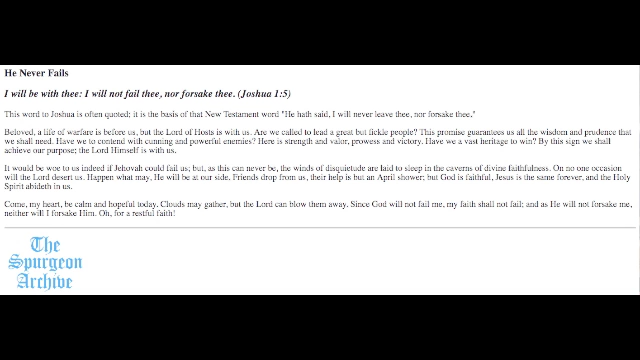 He Never Fails
I will be with thee: I will not fail thee, nor forsake thee. (Joshua 1:5)
This word to Joshua is often quoted; it is the basis of that New Testament word "He hath said, I will never leave thee, nor forsake thee."
Beloved, a life of warfare is before us, but the Lord of Hosts is with us. Are we called to lead a great but fickle people? This promise guarantees us all the wisdom and prudence that
we shall need. Have we to contend with cunning and powerful enemies? Here is strength and valor, prowess and victory. Have we a vast heritage to win? By this sign we shall
achieve our purpose; the Lord Himself is with us.
It would be woe to us indeed if Jehovah could fail us; but, as this can never be, the winds of disquietude are laid to sleep in the caverns of divine faithfulness. On no one occasion
will the Lord desert us. Happen what may, He will be at our side. Friends drop from us, their help is but an April shower; but God is faithful, Jesus is the same forever, and the Holy
Spirit abideth in us.
Come, my heart, be calm and hopeful today. Clouds may gather, but the Lord can blow them away. Since God will not fail me, my faith shall not fail; and as He will not forsake me,
neither will I forsake Him. Oh, for a restful faith!
The
Spurgeon
Archive